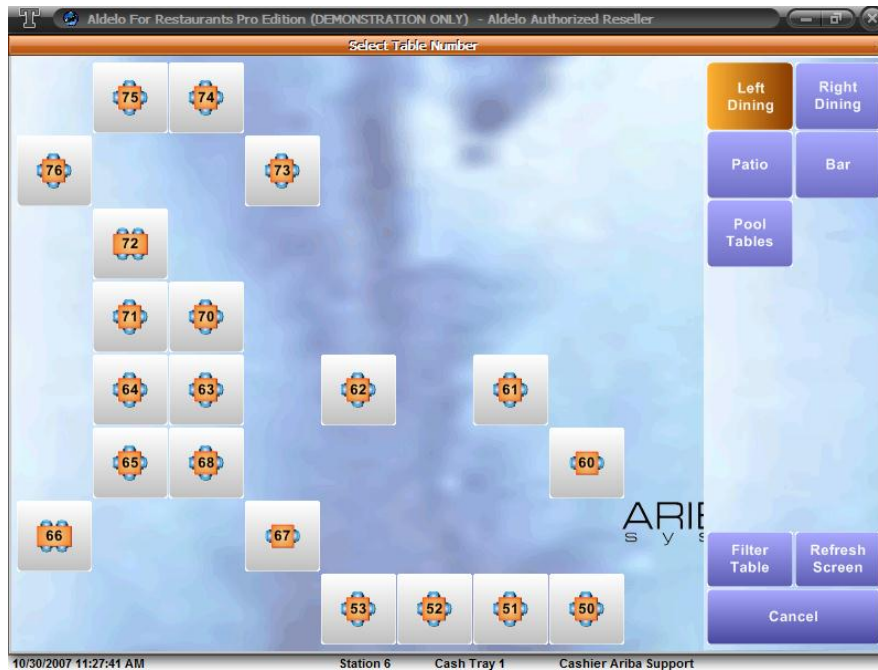 Aldelo For Restaurants Pro Edition (DEMONSTRATION ONLY) - Aldelo Authorized Reseller
Select Table Number
75 74
76 73
72
71 70
64 63 62 61
65 68 60
66 67
53 52 51 50
Left Dining
Right Dining
Patio
Bar
Pool Tables
ARIB
s y s
Filter Table
Refresh Screen
Cancel
10/30/2007 11:27:41 AM Station 6 Cash Tray 1 Cashier Ariba Support